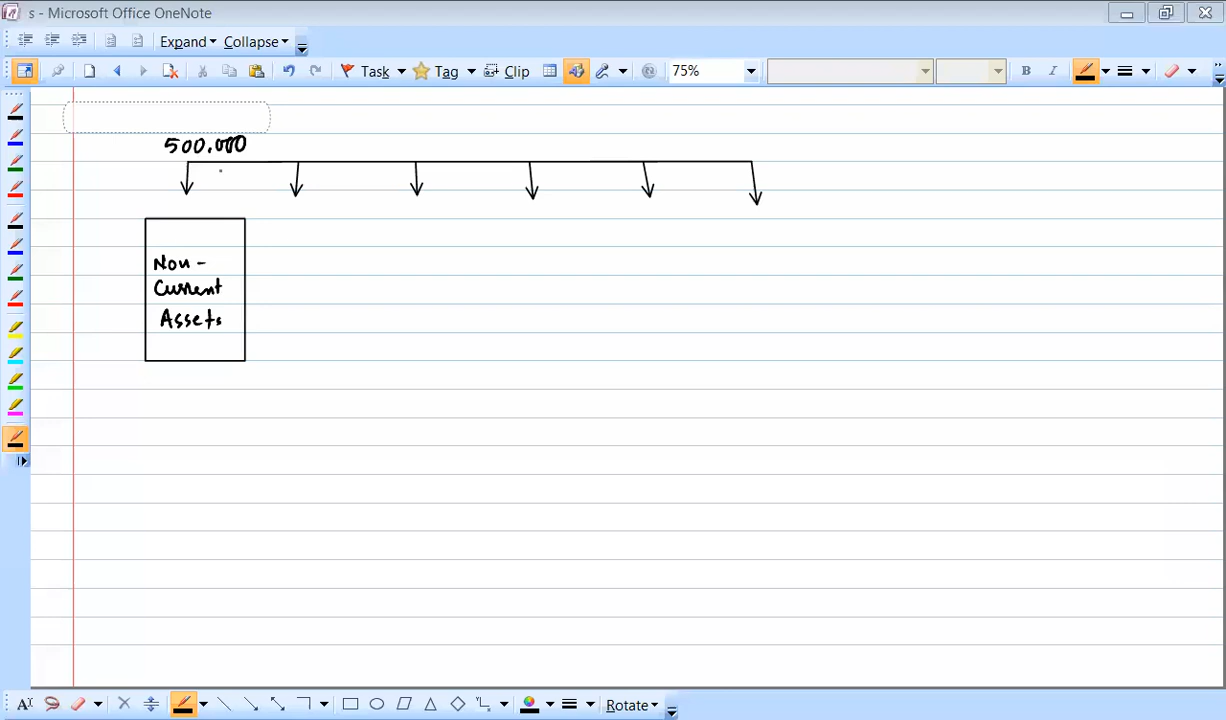 s - Microsoft Office OneNote
Expand Collapse
Task Tag Clip 75% B I
500.000
Non-
Current
Assets
A Rotate